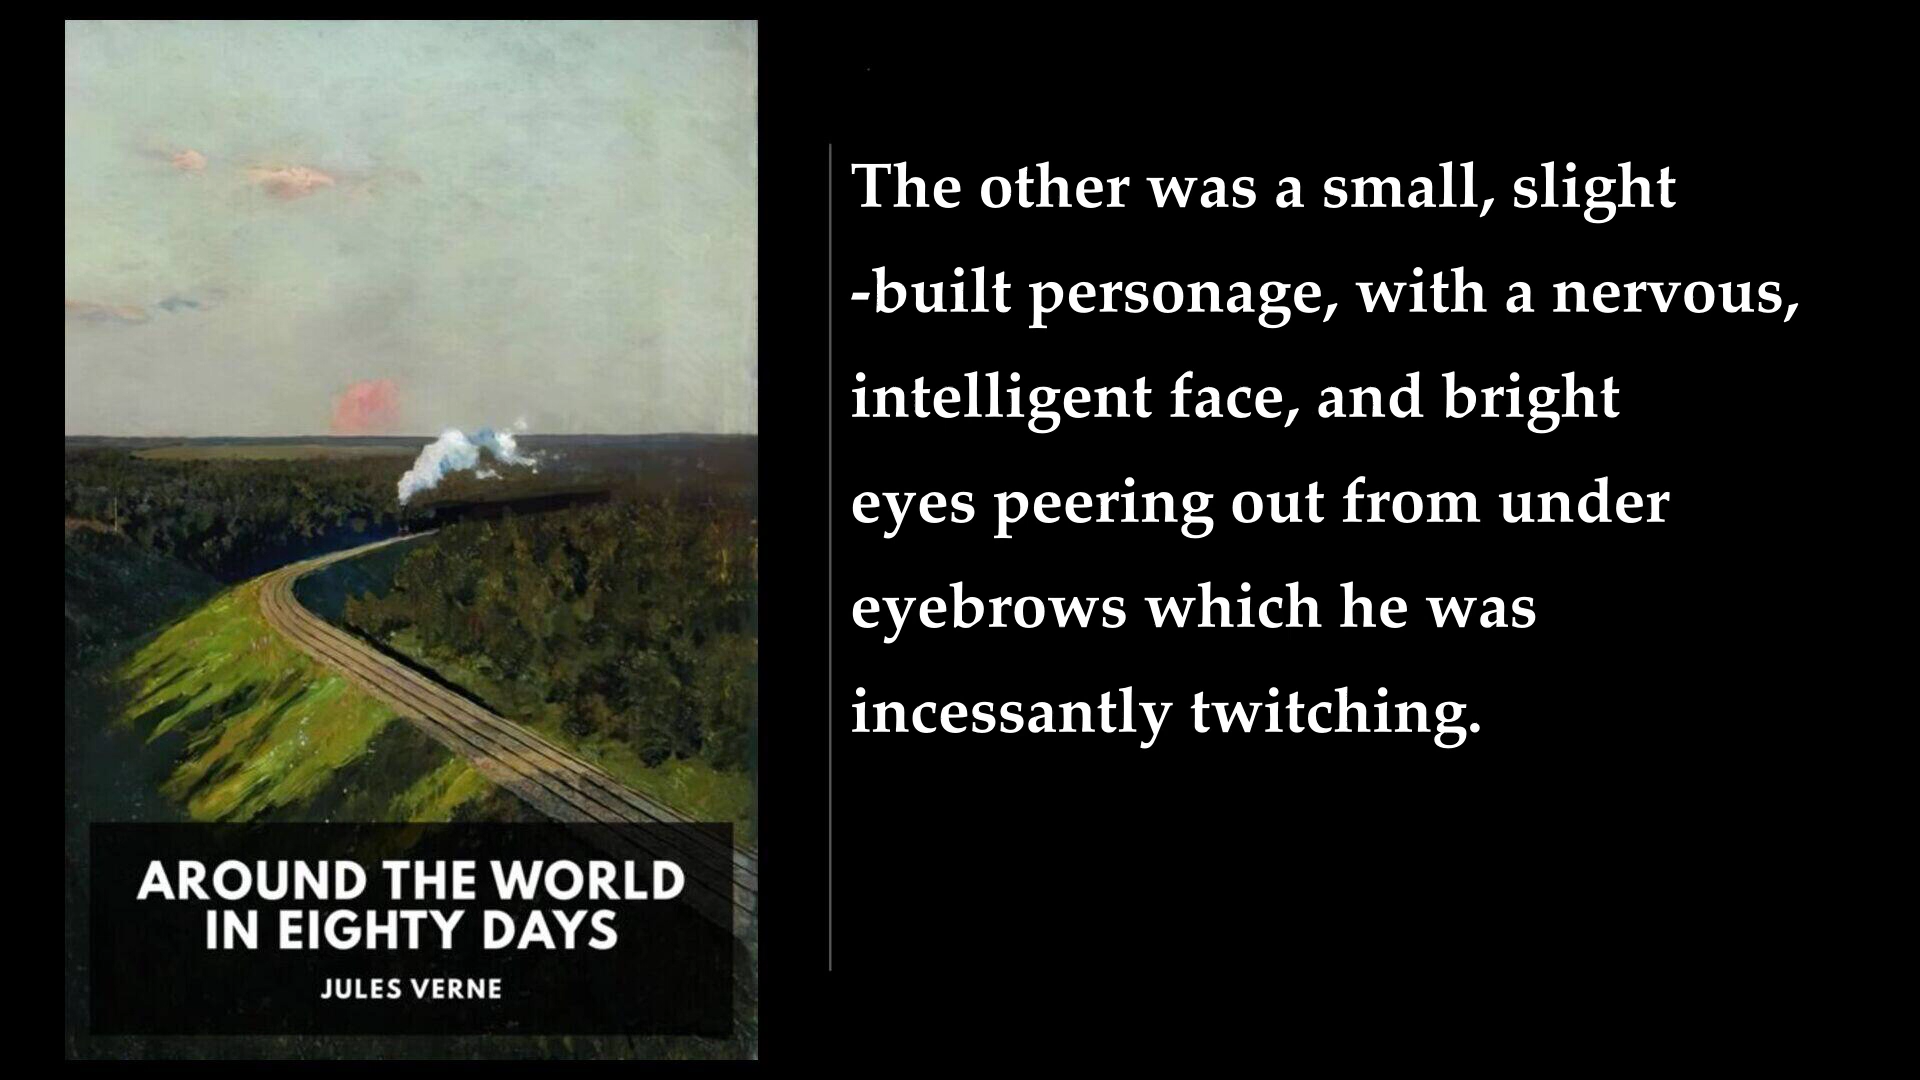 The other was a small, slight
-built personage, with a nervous,
intelligent face, and bright
eyes peering out from under
eyebrows which he was
incessantly twitching.
AROUND THE WORLD
IN EIGHTY DAYS
JULES VERNE